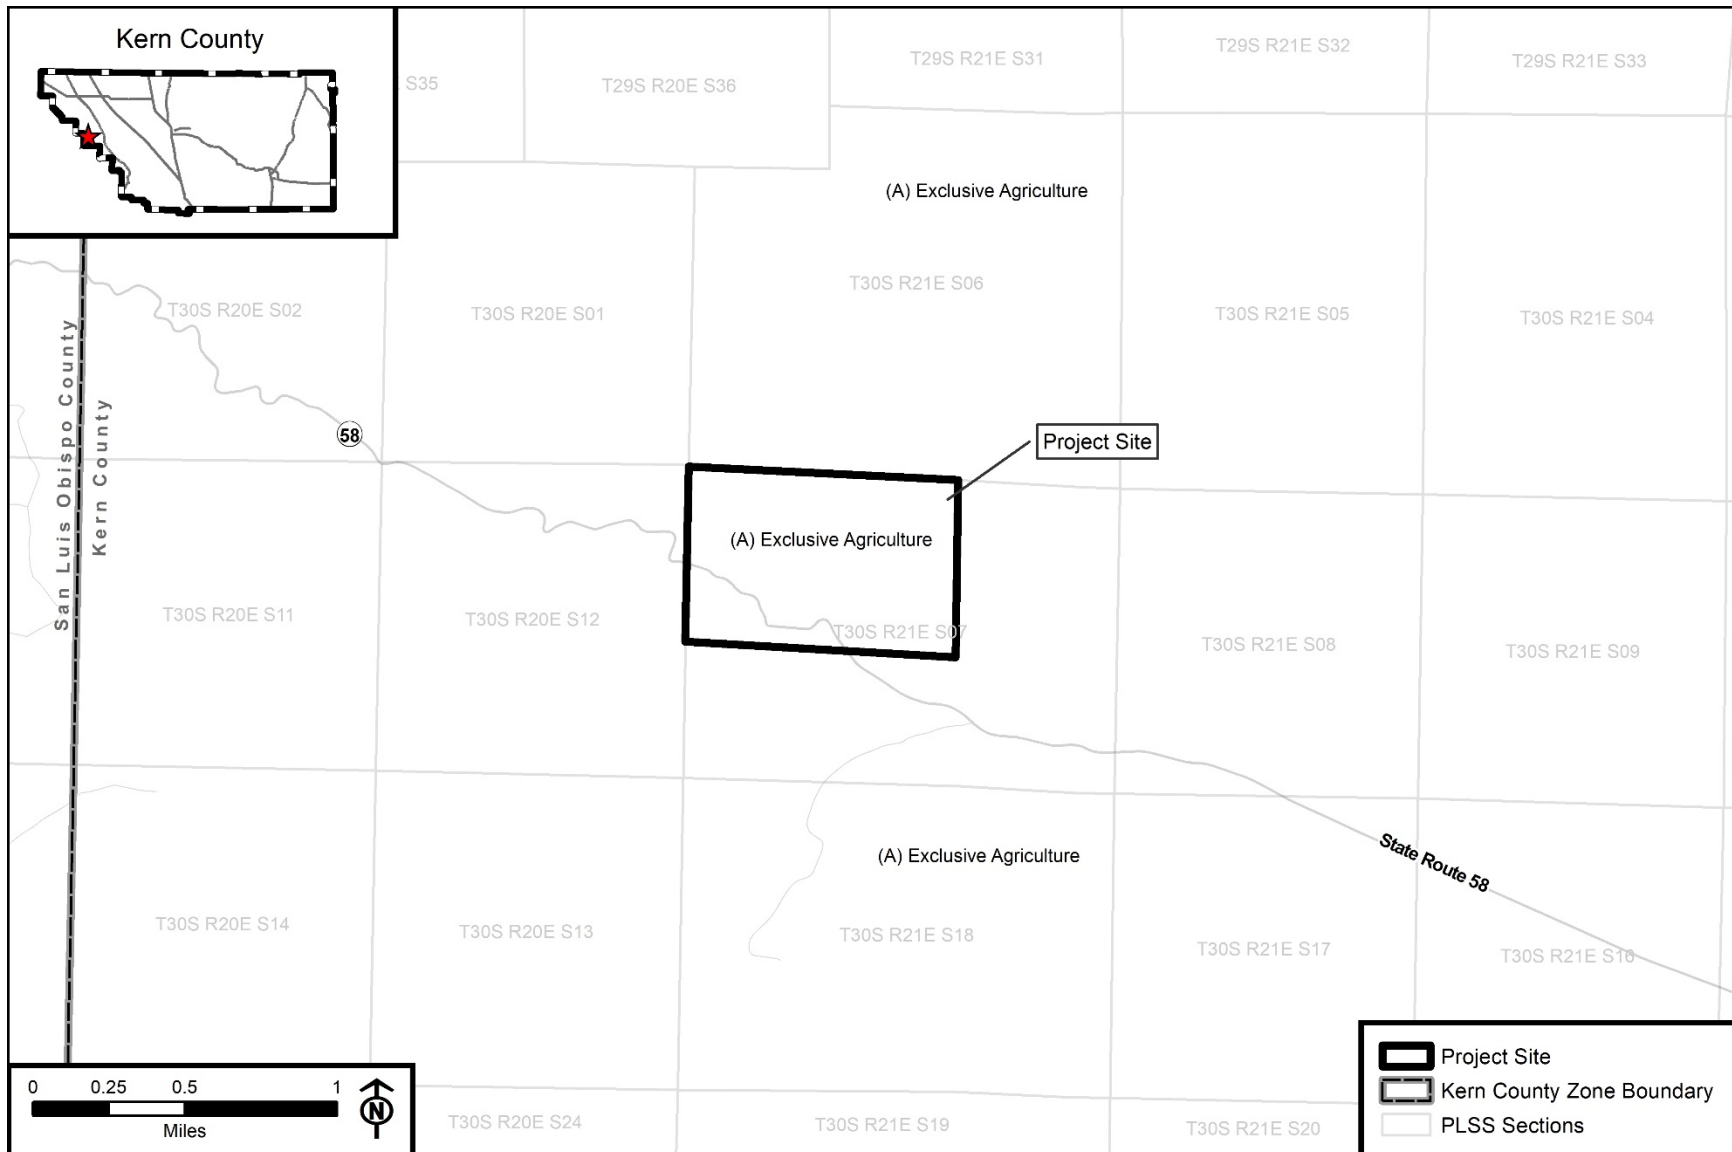 Kern County
S35
T29S R20E S36
T29S R21E S31
T29S R21E S32
T29S R21E S33
(A) Exclusive Agriculture
T30S R20E S02
T30S R20E S01
T30S R21E S06
T30S R21E S05
T30S R21E S04
San Luis Obispo County
Kern County
58
Project Site
(A) Exclusive Agriculture
T30S R20E S11
T30S R20E S12
T30S R21E S07
T30S R21E S08
T30S R21E S09
(A) Exclusive Agriculture
State Route 58
T30S R20E S14
T30S R20E S13
T30S R21E S18
T30S R21E S17
T30S R21E S16
0 0.25 0.5 1
Miles
N
T30S R20E S24
T30S R21E S19
T30S R21E S20
Project Site
Kern County Zone Boundary
PLSS Sections